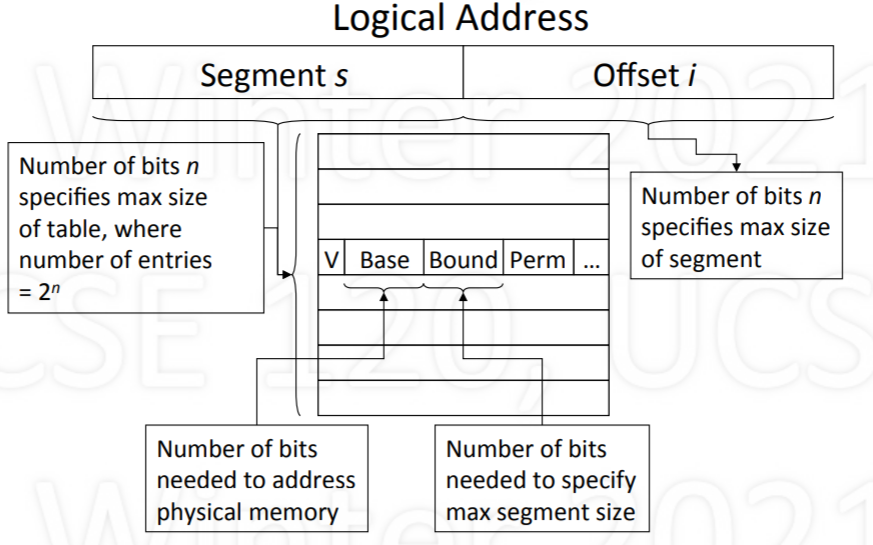 Logical Address
Segment s
Offset i
Number of bits n
specifies max size
of table, where
number of entries
= 2ⁿ
Number of bits n
specifies max size
of segment
V Base Bound Perm ...
Number of bits
needed to address
physical memory
Number of bits
needed to specify
max segment size
Winter 2021
CSE 120, UCS
Winter 2021